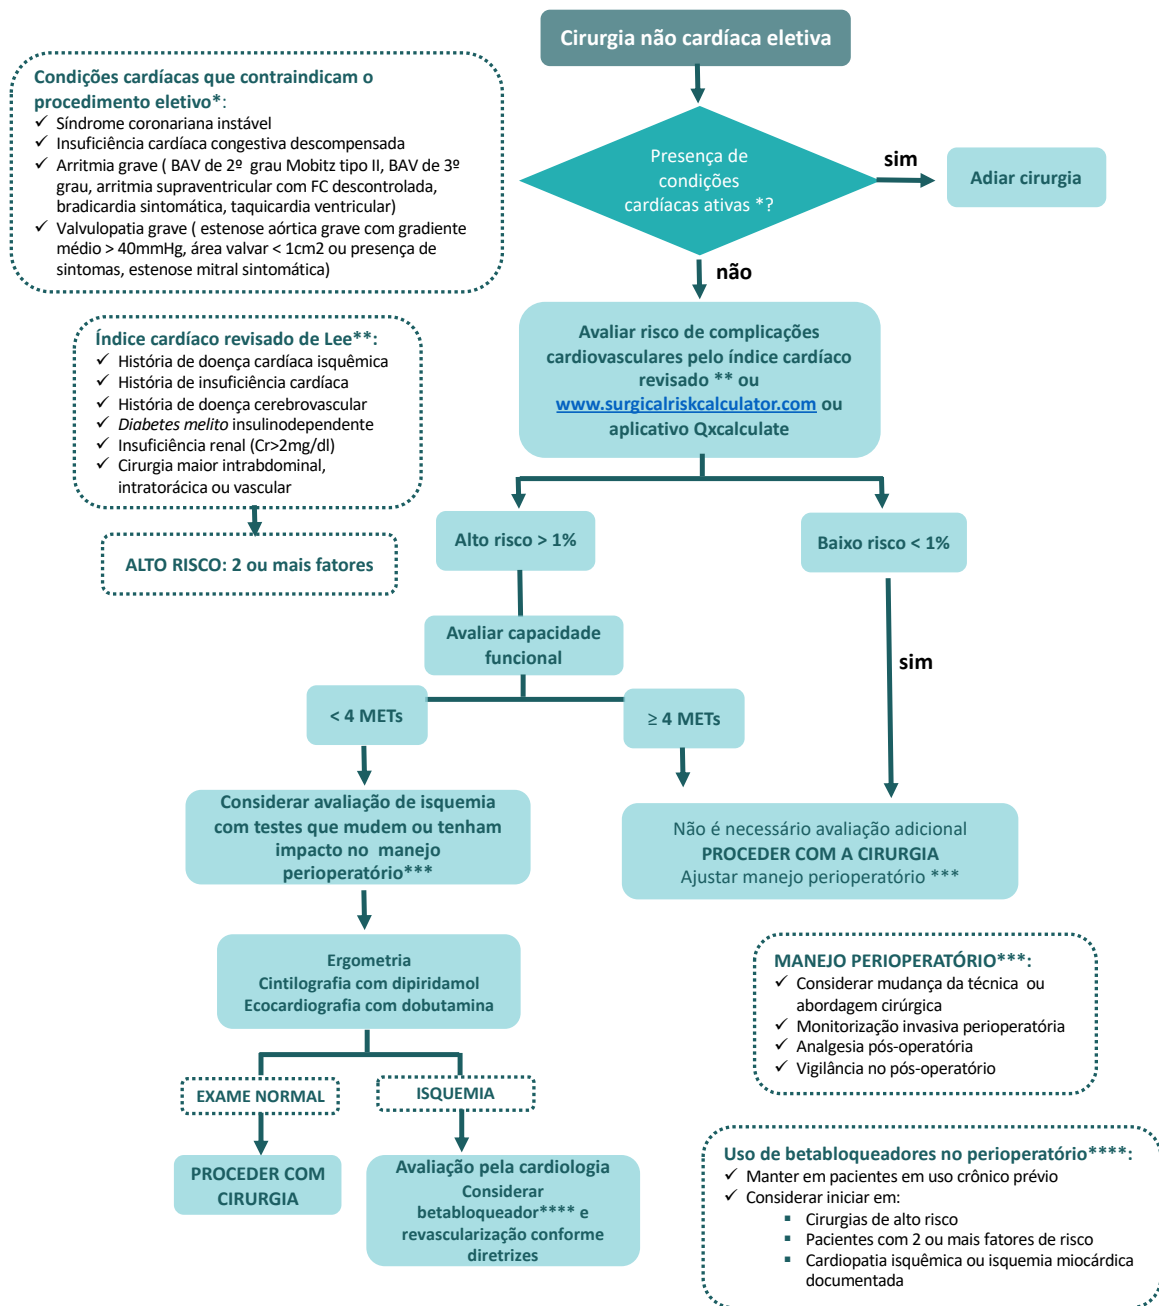 Cirurgia não cardíaca eletiva
Condições cardíacas que contraindicam o
procedimento eletivo*:
✓ Síndrome coronariana instável
✓ Insuficiência cardíaca congestiva descompensada
✓ Arritmia grave ( BAV de 2º grau Mobitz tipo II, BAV de 3º
grau, arritmia supraventricular com FC descontrolada,
bradicardia sintomática, taquicardia ventricular)
✓ Valvulopatia grave ( estenose aórtica grave com gradiente
médio > 40mmHg, área valvar < 1cm2 ou presença de
sintomas, estenose mitral sintomática)
Presença de
condições
cardíacas ativas *?
sim
Adiar cirurgia
não
Avaliar risco de complicações
cardiovasculares pelo índice cardíaco
revisado ** ou
www.surgicalriskcalculator.com ou
aplicativo Qxcalculate
Índice cardíaco revisado de Lee**:
✓ História de doença cardíaca isquêmica
✓ História de insuficiência cardíaca
✓ História de doença cerebrovascular
✓ Diabetes melito insulinodependente
✓ Insuficiência renal (Cr>2mg/dl)
✓ Cirurgia maior intrabdominal,
intratorácica ou vascular
ALTO RISCO: 2 ou mais fatores
Alto risco > 1%
Baixo risco < 1%
Avaliar capacidade
funcional
sim
< 4 METs
≥ 4 METs
Considerar avaliação de isquemia
com testes que mudem ou tenham
impacto no manejo
perioperatório***
Não é necessário avaliação adicional
PROCEDER COM A CIRURGIA
Ajustar manejo perioperatório ***
Ergometria
Cintilografia com dipiridamol
Ecocardiografia com dobutamina
MANEJO PERIOPERATÓRIO***:
✓ Considerar mudança da técnica ou
abordagem cirúrgica
✓ Monitorização invasiva perioperatória
✓ Analgesia pós-operatória
✓ Vigilância no pós-operatório
EXAME NORMAL
ISQUEMIA
PROCEDER COM
CIRURGIA
Avaliação pela cardiologia
Considerar
betabloqueador**** e
revascularização conforme
diretrizes
Uso de betabloqueadores no perioperatório****:
✓ Manter em pacientes em uso crônico prévio
✓ Considerar iniciar em:
▪ Cirurgias de alto risco
▪ Pacientes com 2 ou mais fatores de risco
▪ Cardiopatia isquêmica ou isquemia miocárdica
documentada